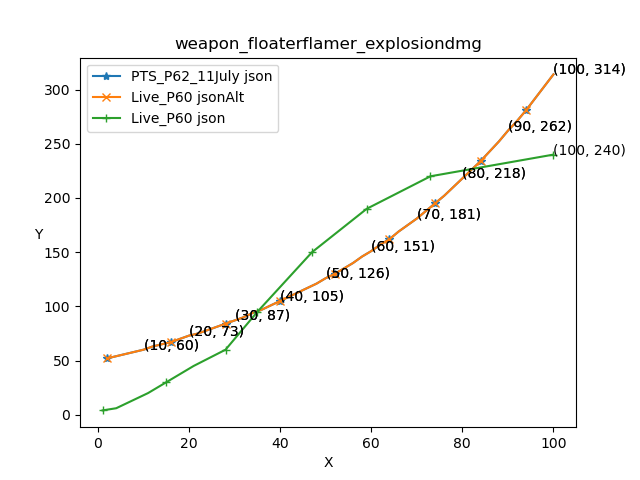 weapon_floaterflamer_explosiondmg
PTS_P62_11July json
Live_P60 jsonAlt
Live_P60 json
(100, 314)
(90, 262)
(100, 240)
(80, 218)
(70, 181)
(60, 151)
(50, 126)
(40, 105)
(30, 87)
(20, 73)
(10, 60)
300
250
200
150
100
50
0
Y
0 20 40 60 80 100
X